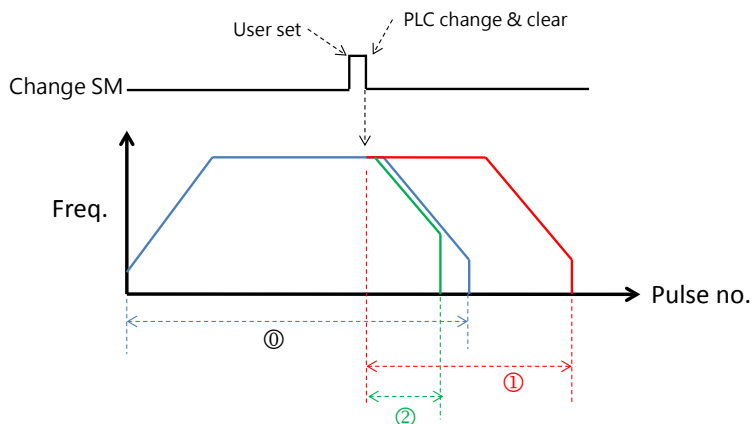 PLC change & clear
User set
Change SM
Freq.
Pulse no.
⓪
①
②